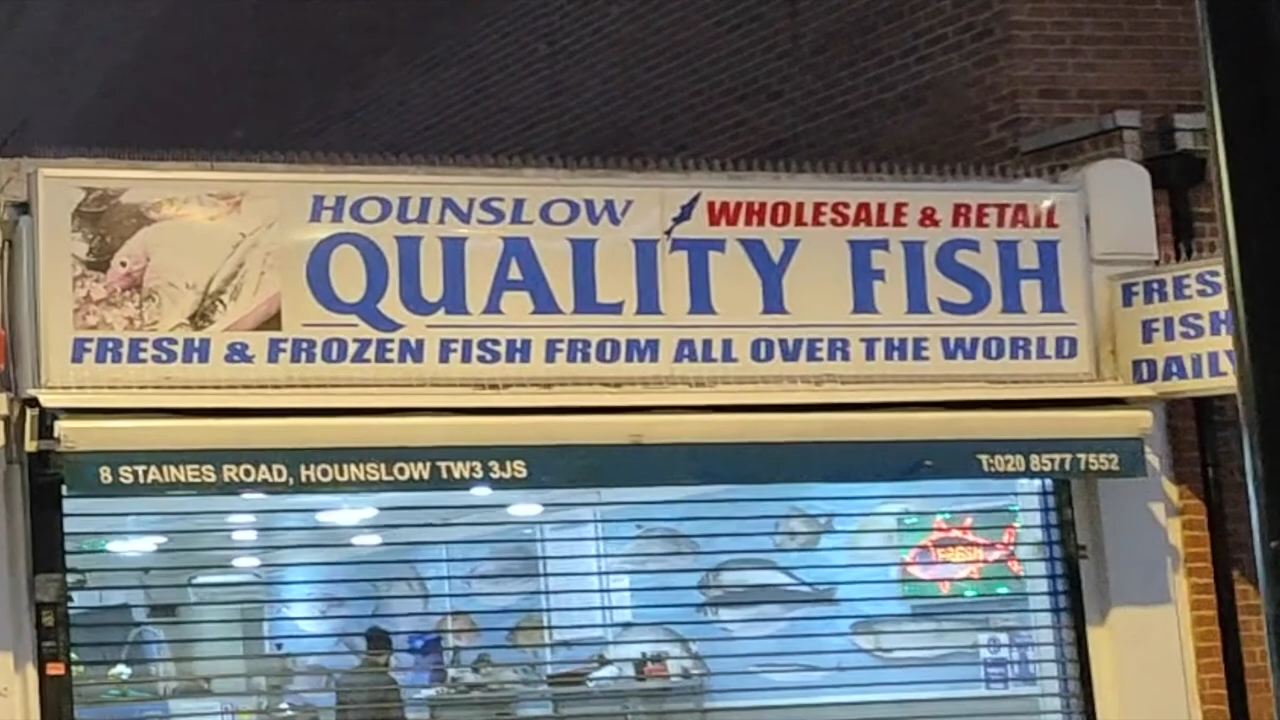 HOUNSLOW WHOLESALE & RETAIL
QUALITY FISH
FRESH & FROZEN FISH FROM ALL OVER THE WORLD
FRESH
FISH
DAILY
8 STAINES ROAD, HOUNSLOW TW3 3JS T:020 8577 7552
FRESH